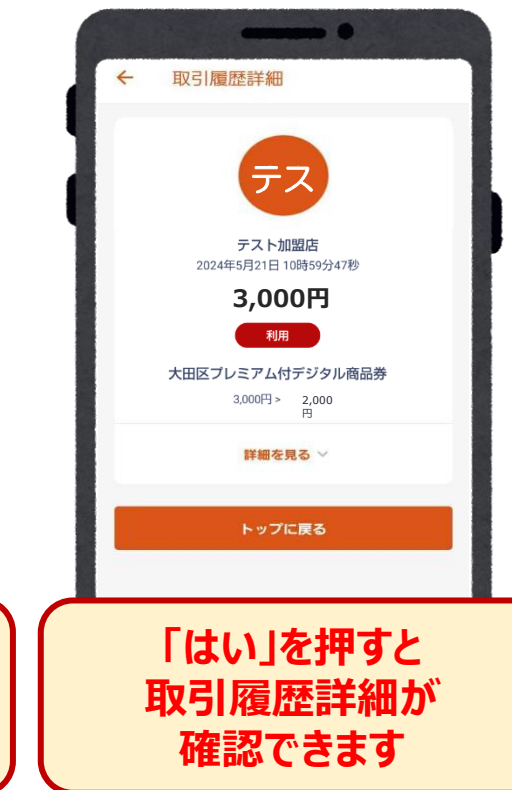 ← 取引履歴詳細
テス
テスト加盟店
2024年5月21日 10時59分47秒
3,000円
利用
大田区プレミアム付デジタル商品券
3,000円 > 2,000
円
詳細を見る
トップに戻る
「はい」を押すと
取引履歴詳細が
確認できます